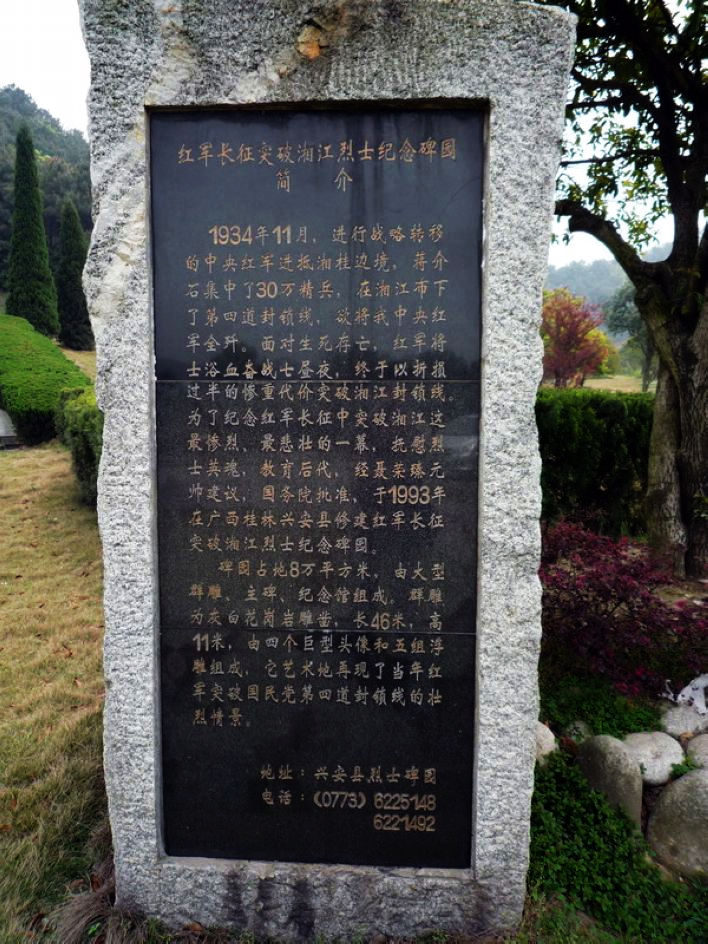 红军长征突破湘江烈士纪念碑园
简 介
1934年11月，进行战略转移
的中央红军进抵湘桂边境，蒋介
石集中了30万精兵，在湘江布下
了第四道封锁线，欲将我中央红
军全歼。面对生死存亡，红军将
士浴血奋战七昼夜，终于以折损
过半的惨重代价突破湘江封锁线。
为了纪念红军长征中突破湘江这
最惨烈、最悲壮的一幕，抚慰烈
士英魂，教育后代，经聂荣臻元
帅建议，国务院批准，于1993年
在广西桂林兴安县修建红军长征
突破湘江烈士纪念碑园。
碑园占地8万平方米，由大型
群雕、主碑、纪念馆组成。群雕
为灰白花岗岩雕凿，长46米，高
11米，由四个巨型头像和五组浮
雕组成，它艺术地再现了当年红
军突破国民党第四道封锁线的壮
烈情景。
地址：兴安县烈士碑园
电话：（0773）6225148
6221492